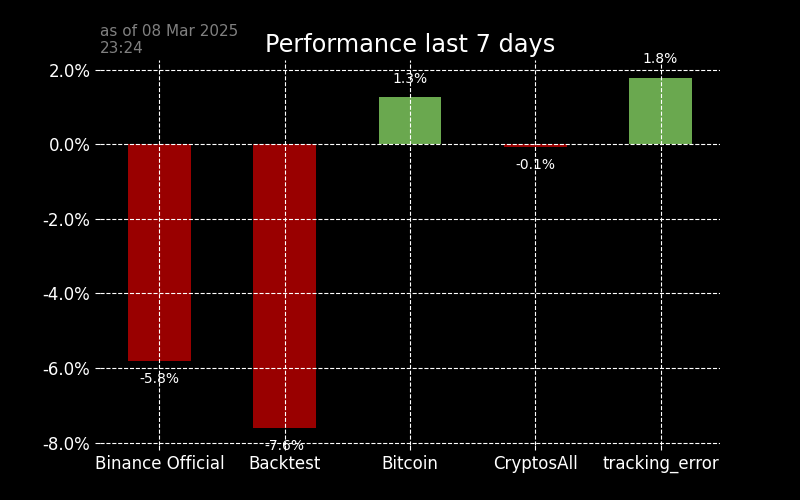 as of 08 Mar 2025
23:24
Performance last 7 days
2.0%
0.0%
-2.0%
-4.0%
-6.0%
-8.0%
-5.8%
-7.6%
1.3%
-0.1%
1.8%
Binance Official
Backtest
Bitcoin
CryptosAll
tracking_error